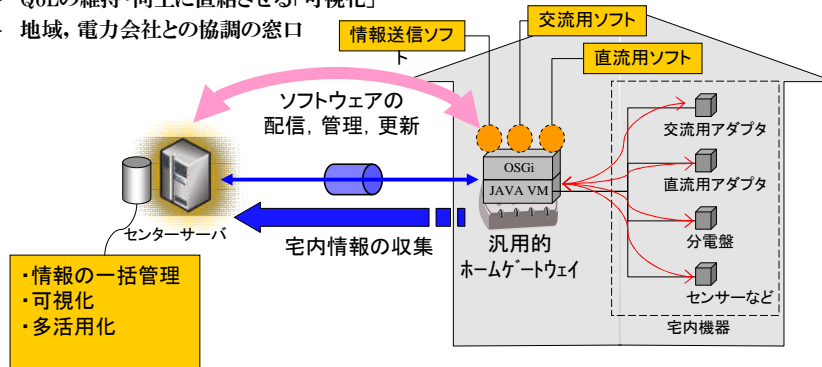 - QoLの維持・向上に直結させる「可視化」
- 地域，電力会社との協調の窓口
情報送信ソフ
ト
交流用ソフト
直流用ソフト
ソフトウェアの
配信，管理，更新
OSGi
JAVA VM
センターサーバ
宅内情報の収集
汎用的
ホームゲートウェイ
交流用アダプタ
直流用アダプタ
分電盤
センサーなど
宅内機器
・情報の一括管理
・可視化
・多活用化